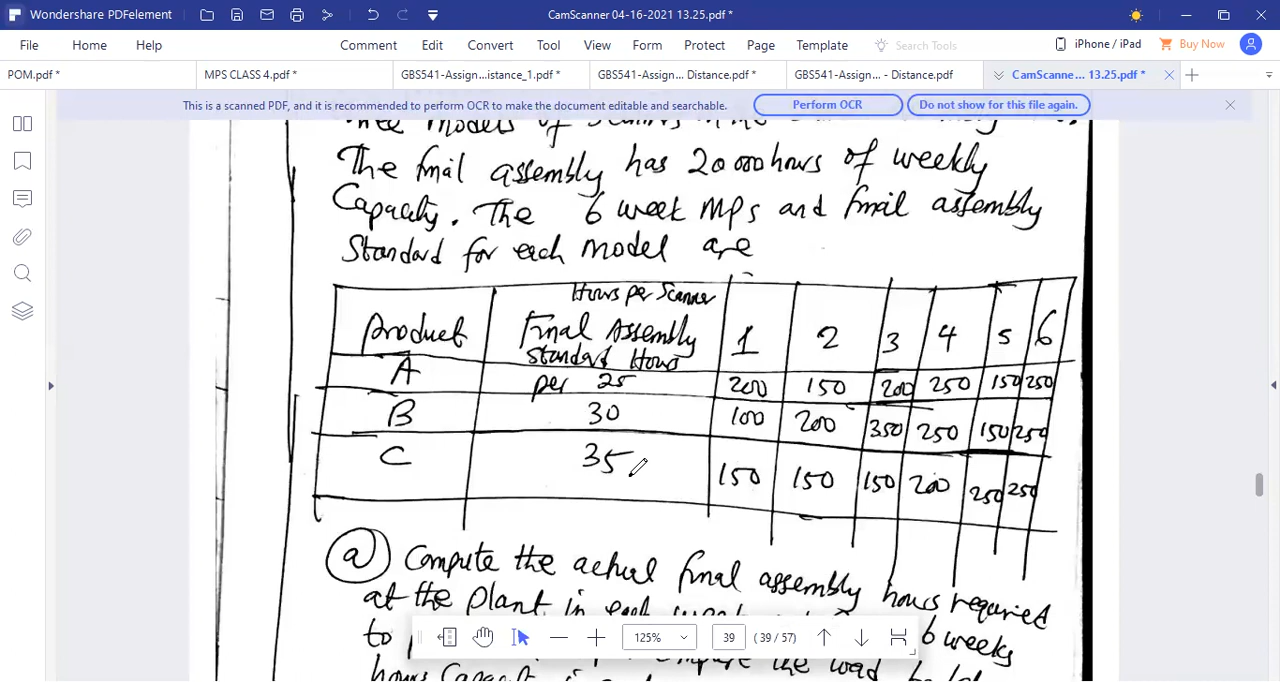 Wondershare PDFelement
CamScanner 04-16-2021 13.25.pdf *
File Home Help Comment Edit Convert Tool View Form Protect Page Template Search Tools iPhone / iPad Buy Now
POM.pdf * MPS CLASS 4.pdf * GBS541-Assign...istance_1.pdf * GBS541-Assign... Distance.pdf * GBS541-Assign... - Distance.pdf CamScanne... 13.25.pdf *
This is a scanned PDF, and it is recommended to perform OCR to make the document editable and searchable. Perform OCR Do not show for this file again.
models of
The final assembly has 20000 hours of weekly
Capacity. The 6 week MPS and final assembly
Standard for each model are
Hours per Scanner
Product Final Assembly 1 2 3 4 5 6
Standard Hours
A per 25 200 150 200 250 150 250
B 30 100 200 350 250 150 250
C 35 150 150 150 200 250 250
a Compute the actual final assembly hours required
at the plant in each
to 6 weeks
hours Capacity the load
125% 39 (39 / 57)